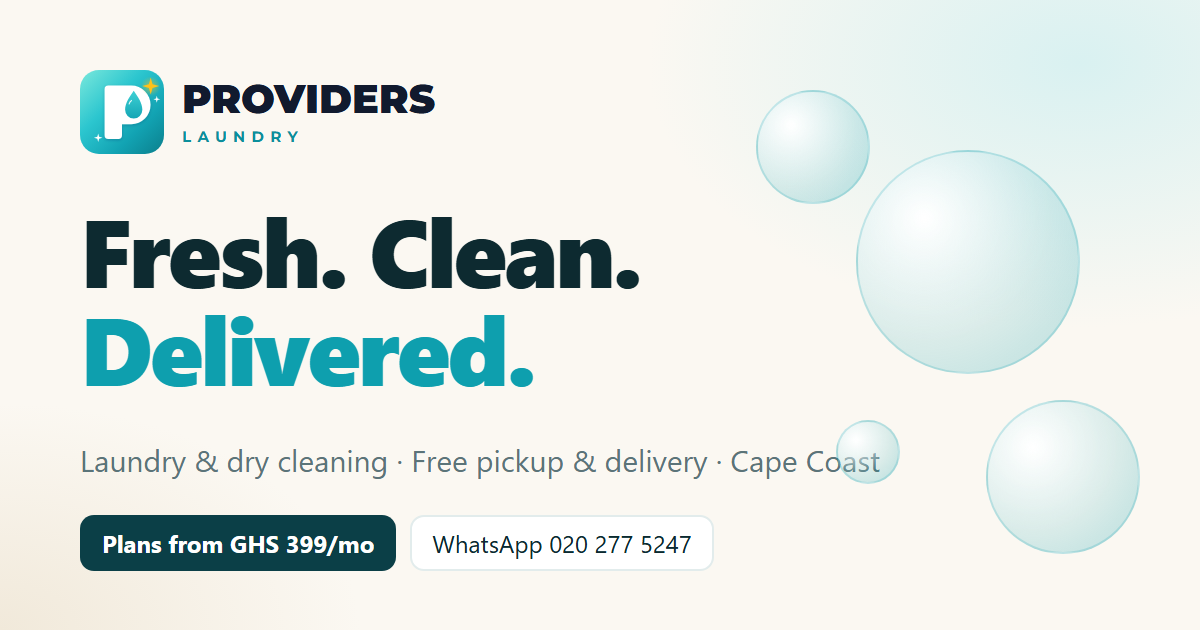 PROVIDERS
LAUNDRY
Fresh. Clean.
Delivered.
Laundry & dry cleaning · Free pickup & delivery · Cape Coast
Plans from GHS 399/mo
WhatsApp 020 277 5247